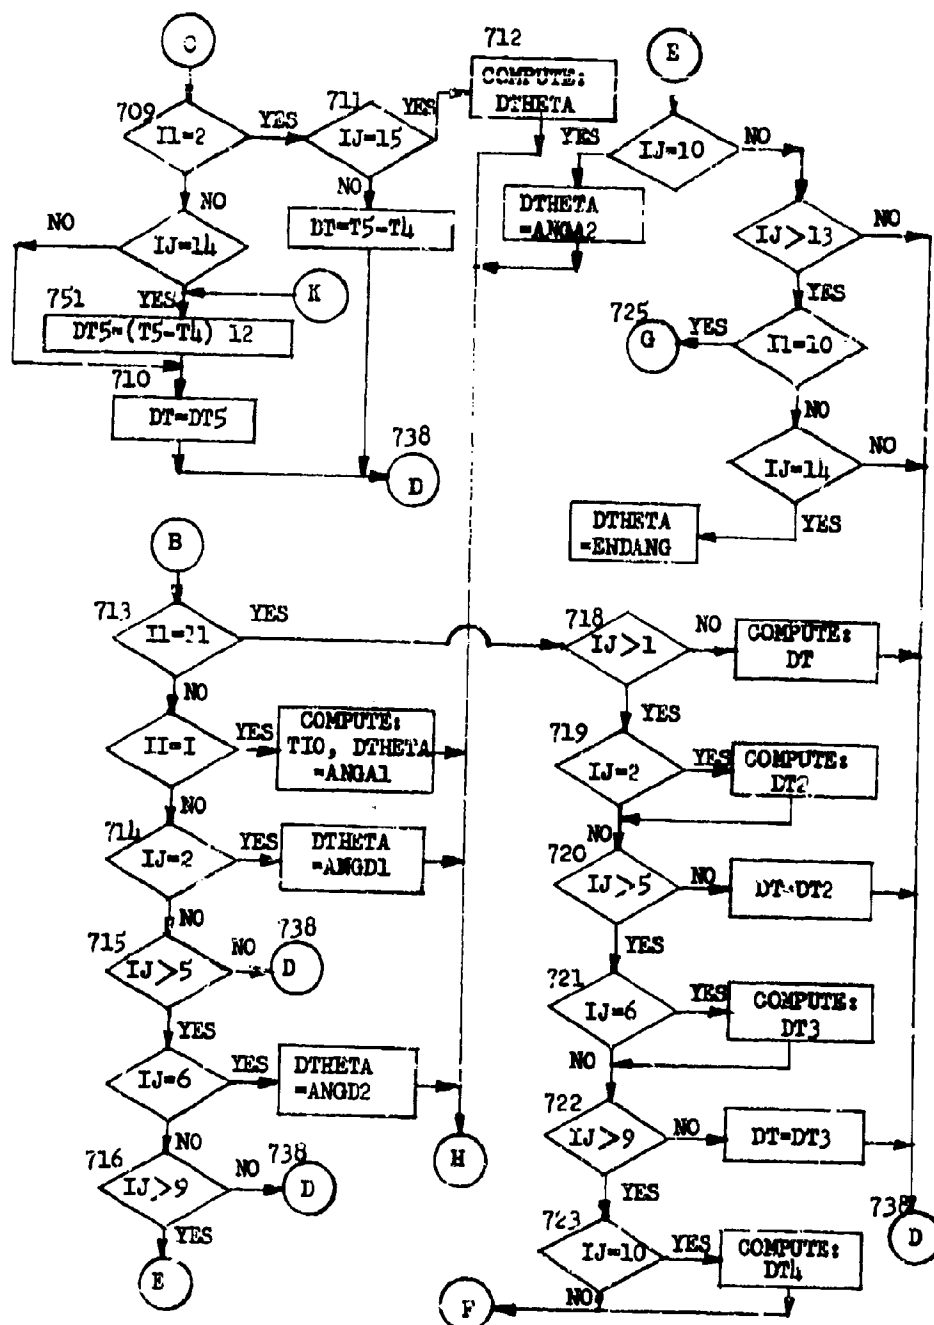 C
709
I1=2
YES
711
IJ=15
YES
712
COMPUTE:
DTHETA
NO
NO
IJ=14
DT=T5-T4
K
YES
751
DT5=(T5-T4) 12
710
DT=DT5
738
D
E
YES
IJ=10
NO
DTHETA
=ANGA2
IJ>13
NO
YES
725
G
YES
I1=10
NO
IJ=14
NO
YES
DTHETA
=ENDANG
B
713
YES
NO
II=I
YES
COMPUTE:
TIO, DTHETA
=ANGA1
NO
714
IJ=2
YES
DTHETA
=ANGD1
NO
715
IJ>5
NO
738
D
YES
IJ=6
YES
DTHETA
=ANGD2
NO
716
IJ>9
NO
738
D
H
YES
E
718
IJ>1
NO
COMPUTE:
DT
YES
719
IJ=2
YES
COMPUTE:
DT2
NO
720
IJ>5
NO
DT=DT2
YES
721
IJ=6
YES
COMPUTE:
DT3
NO
722
IJ>9
NO
DT=DT3
YES
723
IJ=10
YES
COMPUTE:
DT4
738
D
NO
F